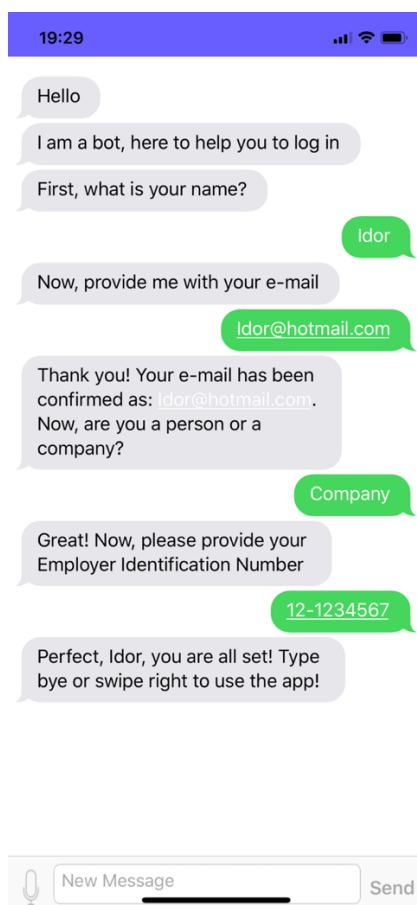 19:29
Hello
I am a bot, here to help you to log in
First, what is your name?
Idor
Now, provide me with your e-mail
Idor@hotmail.com
Thank you! Your e-mail has been
confirmed as: Idor@hotmail.com.
Now, are you a person or a
company?
Company
Great! Now, please provide your
Employer Identification Number
12-1234567
Perfect, Idor, you are all set! Type
bye or swipe right to use the app!
New Message
Send